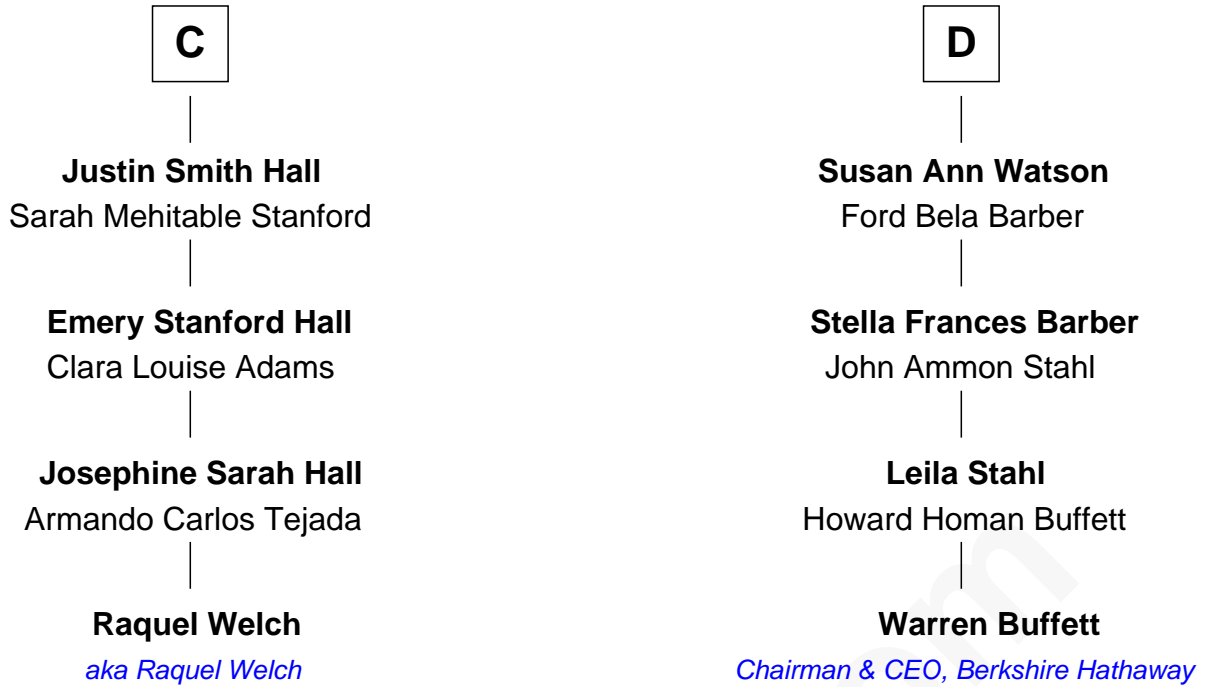 C
Justin Smith Hall
Sarah Mehitable Stanford
Emery Stanford Hall
Clara Louise Adams
Josephine Sarah Hall
Armando Carlos Tejada
Raquel Welch
aka Raquel Welch
D
Susan Ann Watson
Ford Bela Barber
Stella Frances Barber
John Ammon Stahl
Leila Stahl
Howard Homan Buffett
Warren Buffett
Chairman & CEO, Berkshire Hathaway